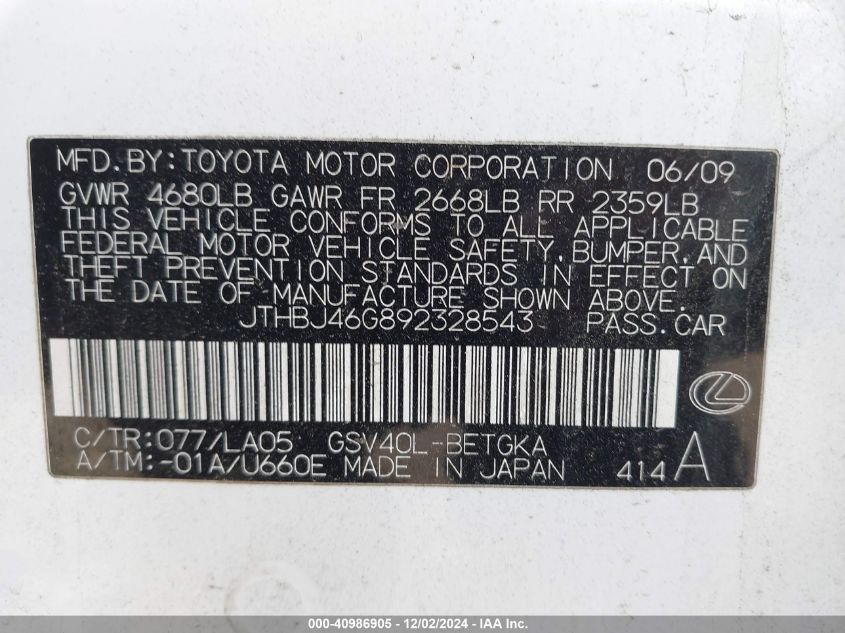 MFD.BY:TOYOTA MOTOR CORPORATION 06/09
GVWR 4680LB GAWR FR 2668LB RR 2359LB
THIS VEHICLE CONFORMS TO ALL APPLICABLE
FEDERAL MOTOR VEHICLE SAFETY,BUMPER,AND
THEFT PREVENTION STANDARDS IN EFFECT ON
THE DATE OF MANUFACTURE SHOWN ABOVE.
JTHBJ46G892328543 PASS.CAR
C/TR:077/LA05 GSV40L-BETGKA
A/TM:-01A/U660E MADE IN JAPAN 414 A
000-40986905 - 12/02/2024 - IAA Inc.